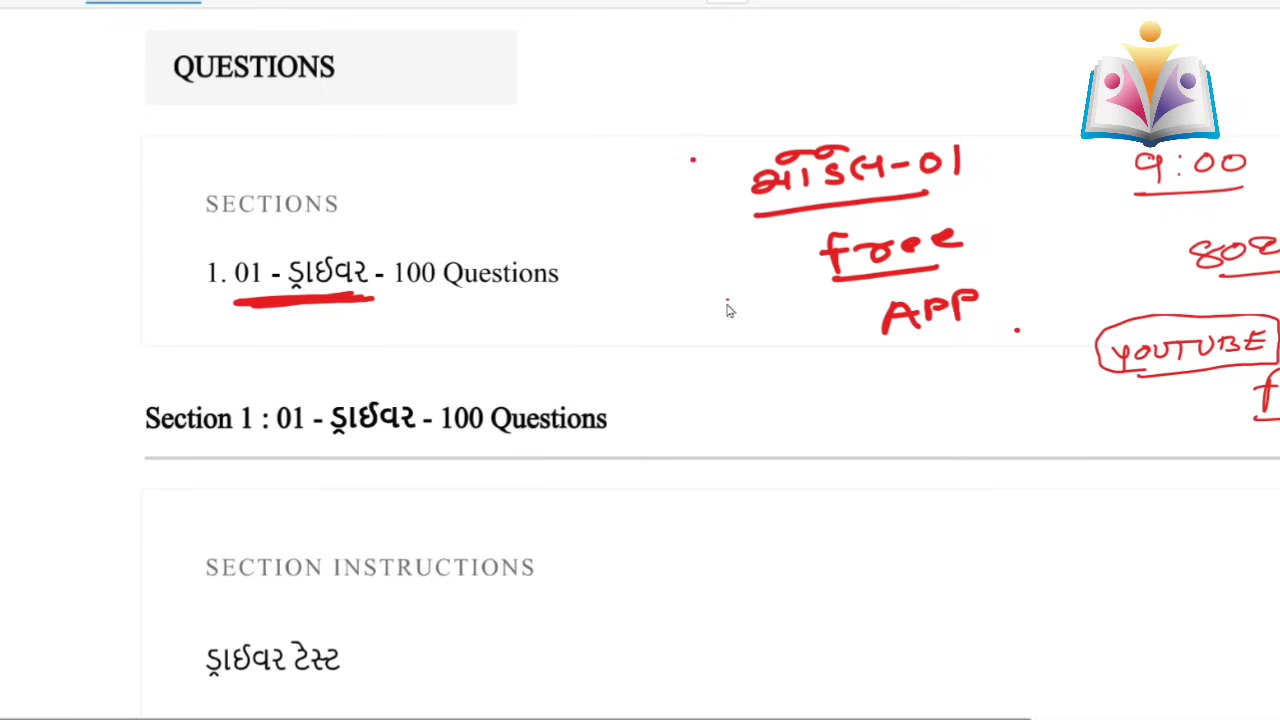 QUESTIONS
SECTIONS
1. 01 - ડ્રાઈવર - 100 Questions
મૉડેલ-01
free
APP
9:00
YOUTUBE
Section 1 : 01 - ડ્રાઈવર - 100 Questions
SECTION INSTRUCTIONS
ડ્રાઈવર ટેસ્ટ